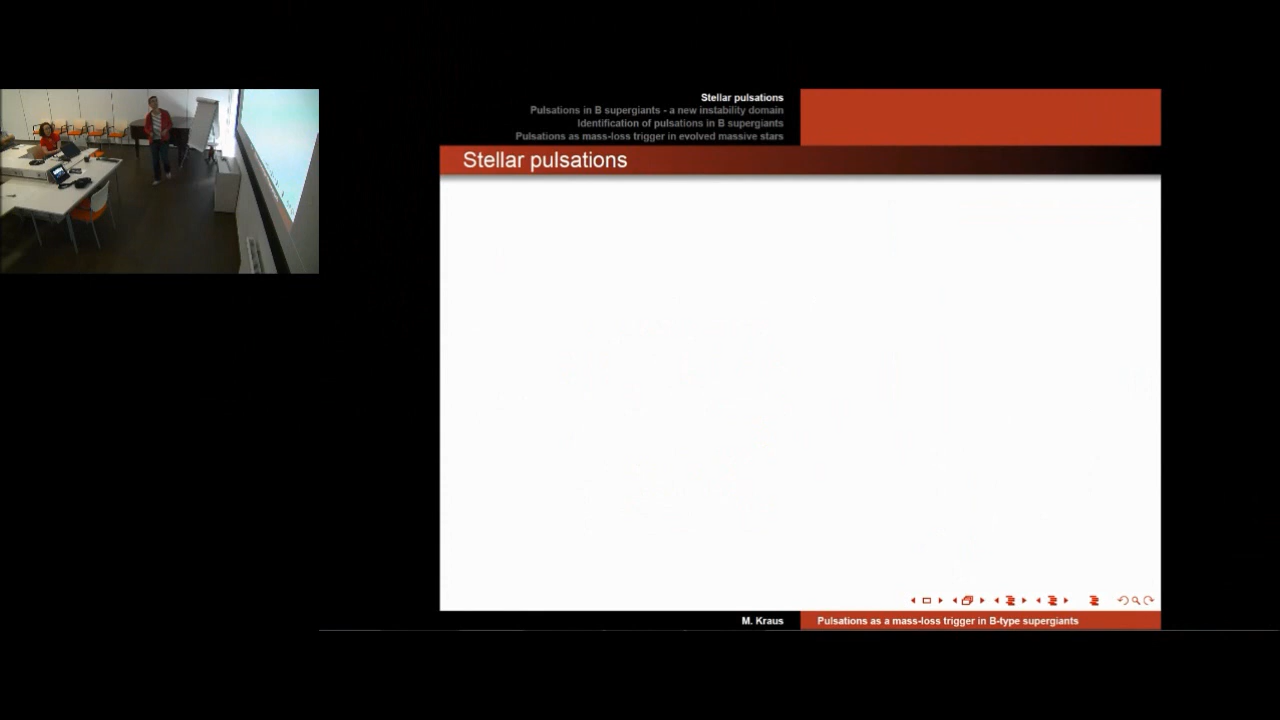 Stellar pulsations
Pulsations in B supergiants - a new instability domain
Identification of pulsations in B supergiants
Pulsations as mass-loss trigger in evolved massive stars
Stellar pulsations
M. Kraus
Pulsations as a mass-loss trigger in B-type supergiants